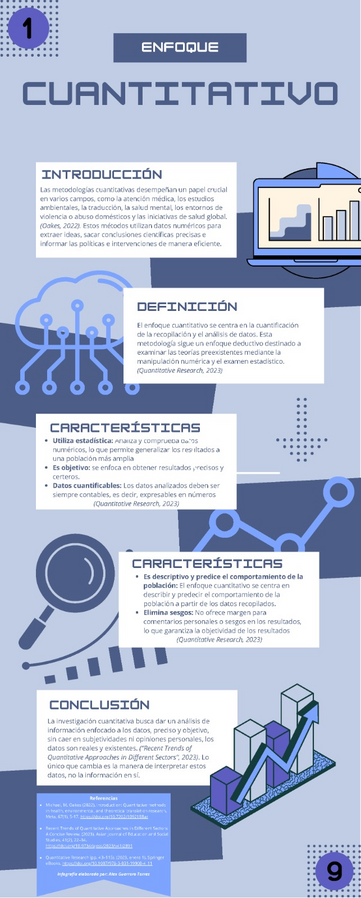 1
ENFOQUE
CUANTITATIVO
INTRODUCCIÓN
Las metodologías cuantitativas desempeñan un papel crucial
en varios campos, como la atención médica, los estudios
ambientales, la traducción, la salud mental, los entornos de
violencia o abuso domésticos y las iniciativas de salud global.
(Oakes, 2022). Estos métodos utilizan datos numéricos para
extraer ideas, sacar conclusiones científicas precisas e
informar las políticas e intervenciones de manera eficiente.
DEFINICIÓN
El enfoque cuantitativo se centra en la cuantificación
de la recopilación y el análisis de datos. Esta
metodología sigue un enfoque deductivo destinado a
examinar las teorías preexistentes mediante la
manipulación numérica y el examen estadístico.
(Quantitative Research, 2023)
CARACTERÍSTICAS
• Utiliza estadística: Analiza y comprueba datos
numéricos, lo que permite generalizar los resultados a
una población más amplia
• Es objetivo: se enfoca en obtener resultados precisos y
certeros.
• Datos cuantificables: Los datos analizados deben ser
siempre contables, es decir, expresables en números
(Quantitative Research, 2023)
CARACTERÍSTICAS
• Es descriptivo y predice el comportamiento de la
población: El enfoque cuantitativo se centra en
describir y predecir el comportamiento de la
población a partir de los datos recopilados.
• Elimina sesgos: No ofrece margen para
comentarios personales o sesgos en los resultados,
lo que garantiza la objetividad de los resultados
(Quantitative Research, 2023)
CONCLUSIÓN
La investigación cuantitativa busca dar un análisis de
información enfocado a los datos, preciso y objetivo,
sin caer en subjetividades ni opiniones personales, los
datos son reales y existentes. ("Recent Trends of
Quantitative Approaches in Different Sectors", 2023). Lo
único que cambia es la manera de interpretar estos
datos, no la información en sí.
Referencias
Recent Trends of Quantitative Approaches in Different Sectors:
Quantitative Research
Infografía elaborada por: Alex Guerrero Torres
9